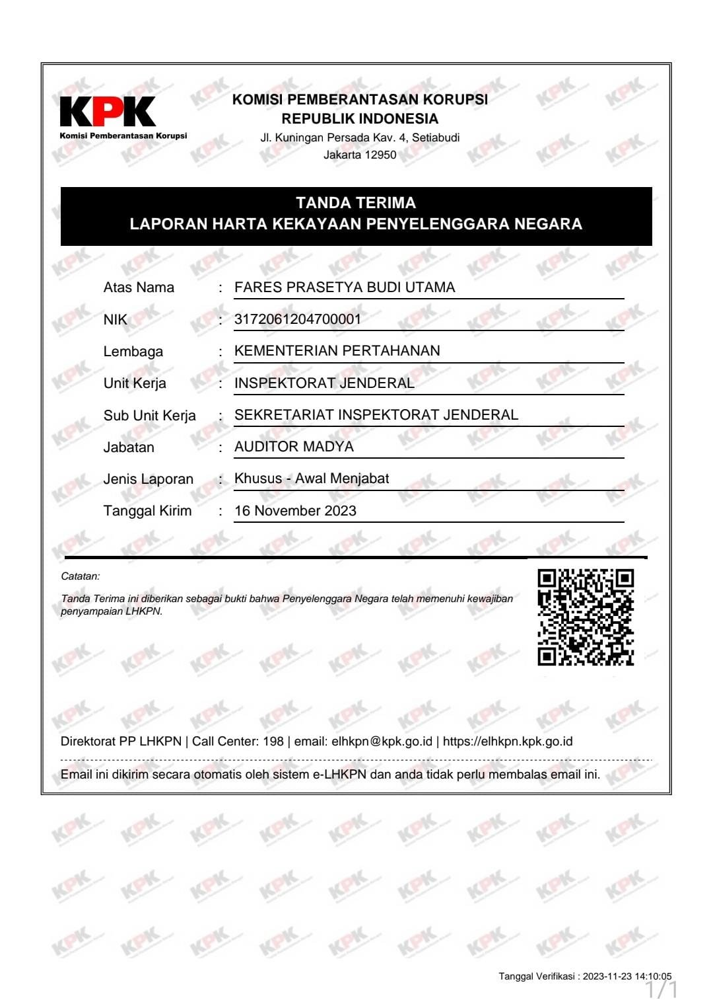 KPK
Komisi Pemberantasan Korupsi
KOMISI PEMBERANTASAN KORUPSI
REPUBLIK INDONESIA
Jl. Kuningan Persada Kav. 4, Setiabudi
Jakarta 12950
TANDA TERIMA
LAPORAN HARTA KEKAYAAN PENYELENGGARA NEGARA
Atas Nama : FARES PRASETYA BUDI UTAMA
NIK : 3172061204700001
Lembaga : KEMENTERIAN PERTAHANAN
Unit Kerja : INSPEKTORAT JENDERAL
Sub Unit Kerja : SEKRETARIAT INSPEKTORAT JENDERAL
Jabatan : AUDITOR MADYA
Jenis Laporan : Khusus - Awal Menjabat
Tanggal Kirim : 16 November 2023
Catatan:
Tanda Terima ini diberikan sebagai bukti bahwa Penyelenggara Negara telah memenuhi kewajiban
penyampaian LHKPN.
Direktorat PP LHKPN | Call Center: 198 | email: elhkpn@kpk.go.id | https://elhkpn.kpk.go.id
Email ini dikirim secara otomatis oleh sistem e-LHKPN dan anda tidak perlu membalas email ini.
Tanggal Verifikasi : 2023-11-23 14:10:05
1/1